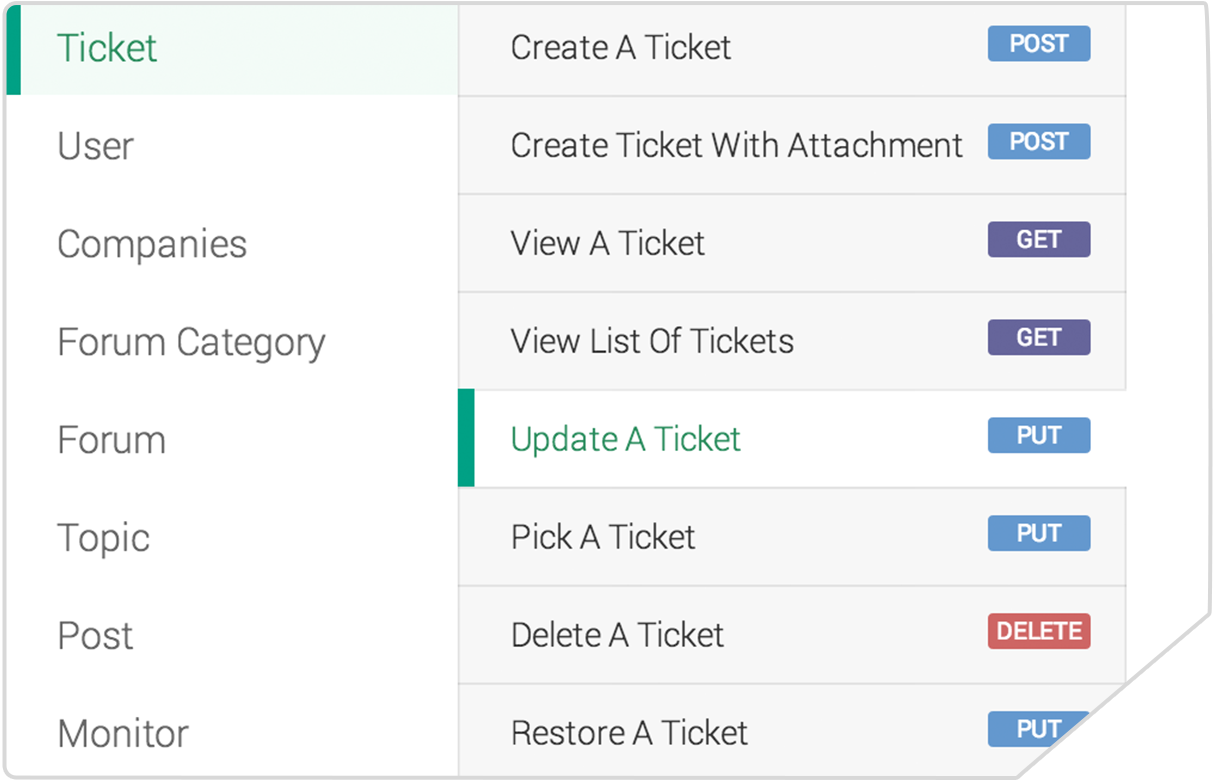 Ticket
User
Companies
Forum Category
Forum
Topic
Post
Monitor
Create A Ticket POST
Create Ticket With Attachment POST
View A Ticket GET
View List Of Tickets GET
Update A Ticket PUT
Pick A Ticket PUT
Delete A Ticket DELETE
Restore A Ticket PUT